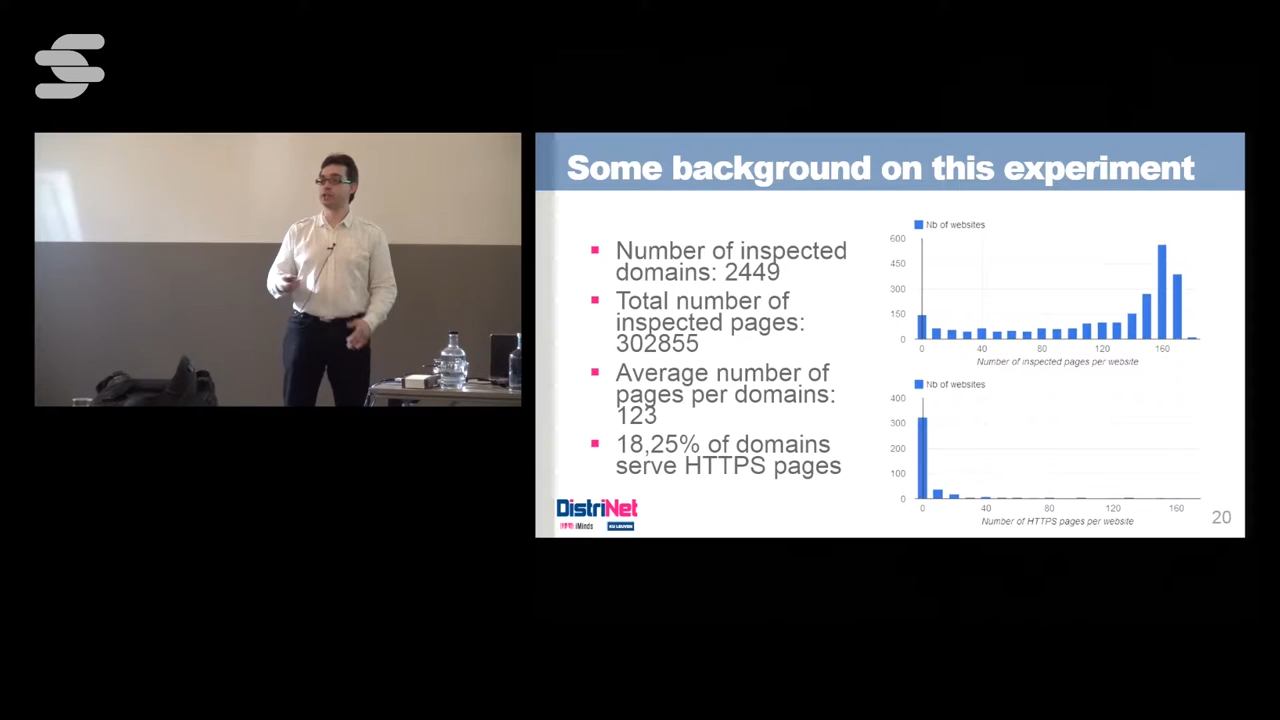 Some background on this experiment
Number of inspected
domains: 2449
Total number of
inspected pages:
302855
Average number of
pages per domains:
123
18,25% of domains
serve HTTPS pages
Nb of websites
600
450
300
150
0
0 40 80 120 160
Number of inspected pages per website
Nb of websites
400
300
200
100
0
0 40 80 120 160
Number of HTTPS pages per website
DistriNet
iMinds
KU LEUVEN
20